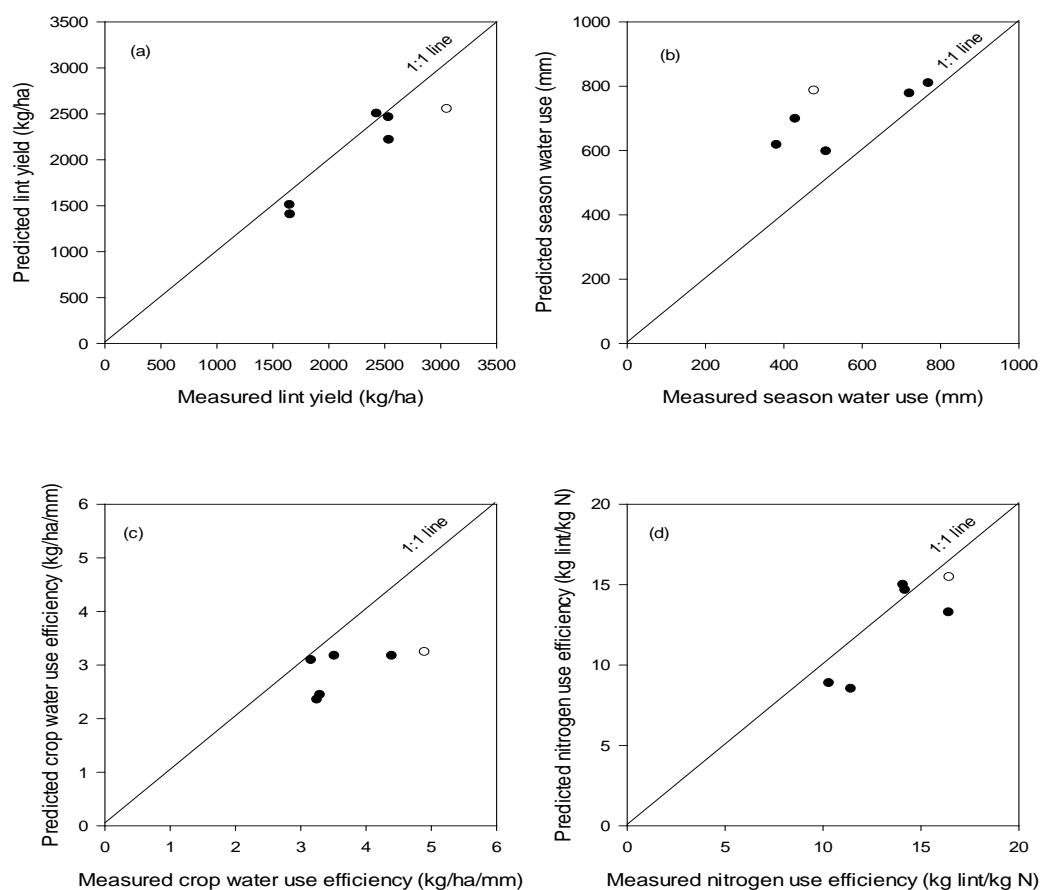 (a)
1:1 line
Predicted lint yield (kg/ha)
3500
3000
2500
2000
1500
1000
500
0
0 500 1000 1500 2000 2500 3000 3500
Measured lint yield (kg/ha)
(b)
1:1 line
Predicted season water use (mm)
1000
800
600
400
200
0
0 200 400 600 800 1000
Measured season water use (mm)
(c)
1:1 line
Predicted crop water use efficiency (kg/ha/mm)
6
5
4
3
2
1
0
0 1 2 3 4 5 6
Measured crop water use efficiency (kg/ha/mm)
(d)
1:1 line
Predicted nitrogen use efficiency (kg lint/kg N)
20
15
10
5
0
0 5 10 15 20
Measured nitrogen use efficiency (kg lint/kg N)